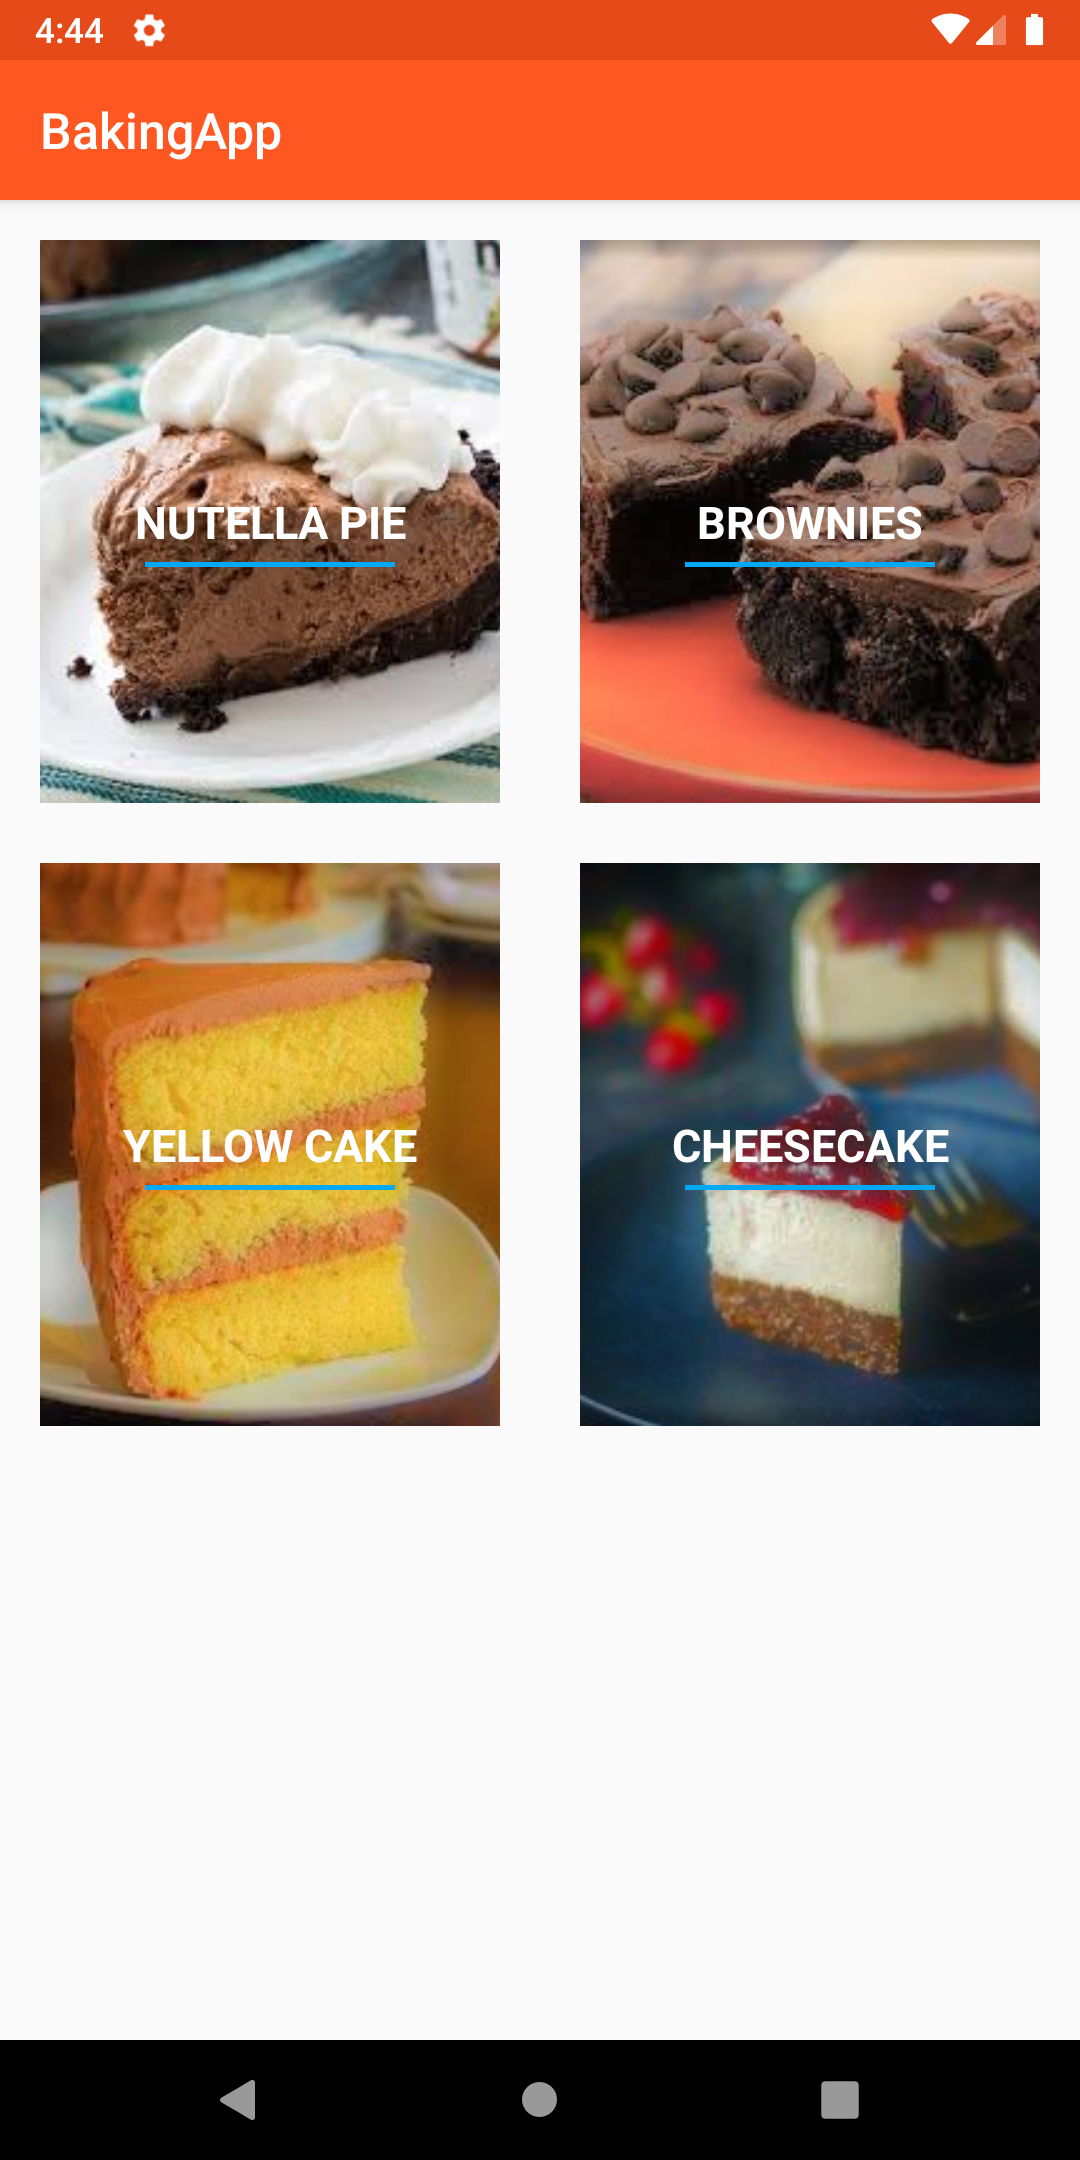 4:44
BakingApp
NUTELLA PIE
BROWNIES
YELLOW CAKE
CHEESECAKE